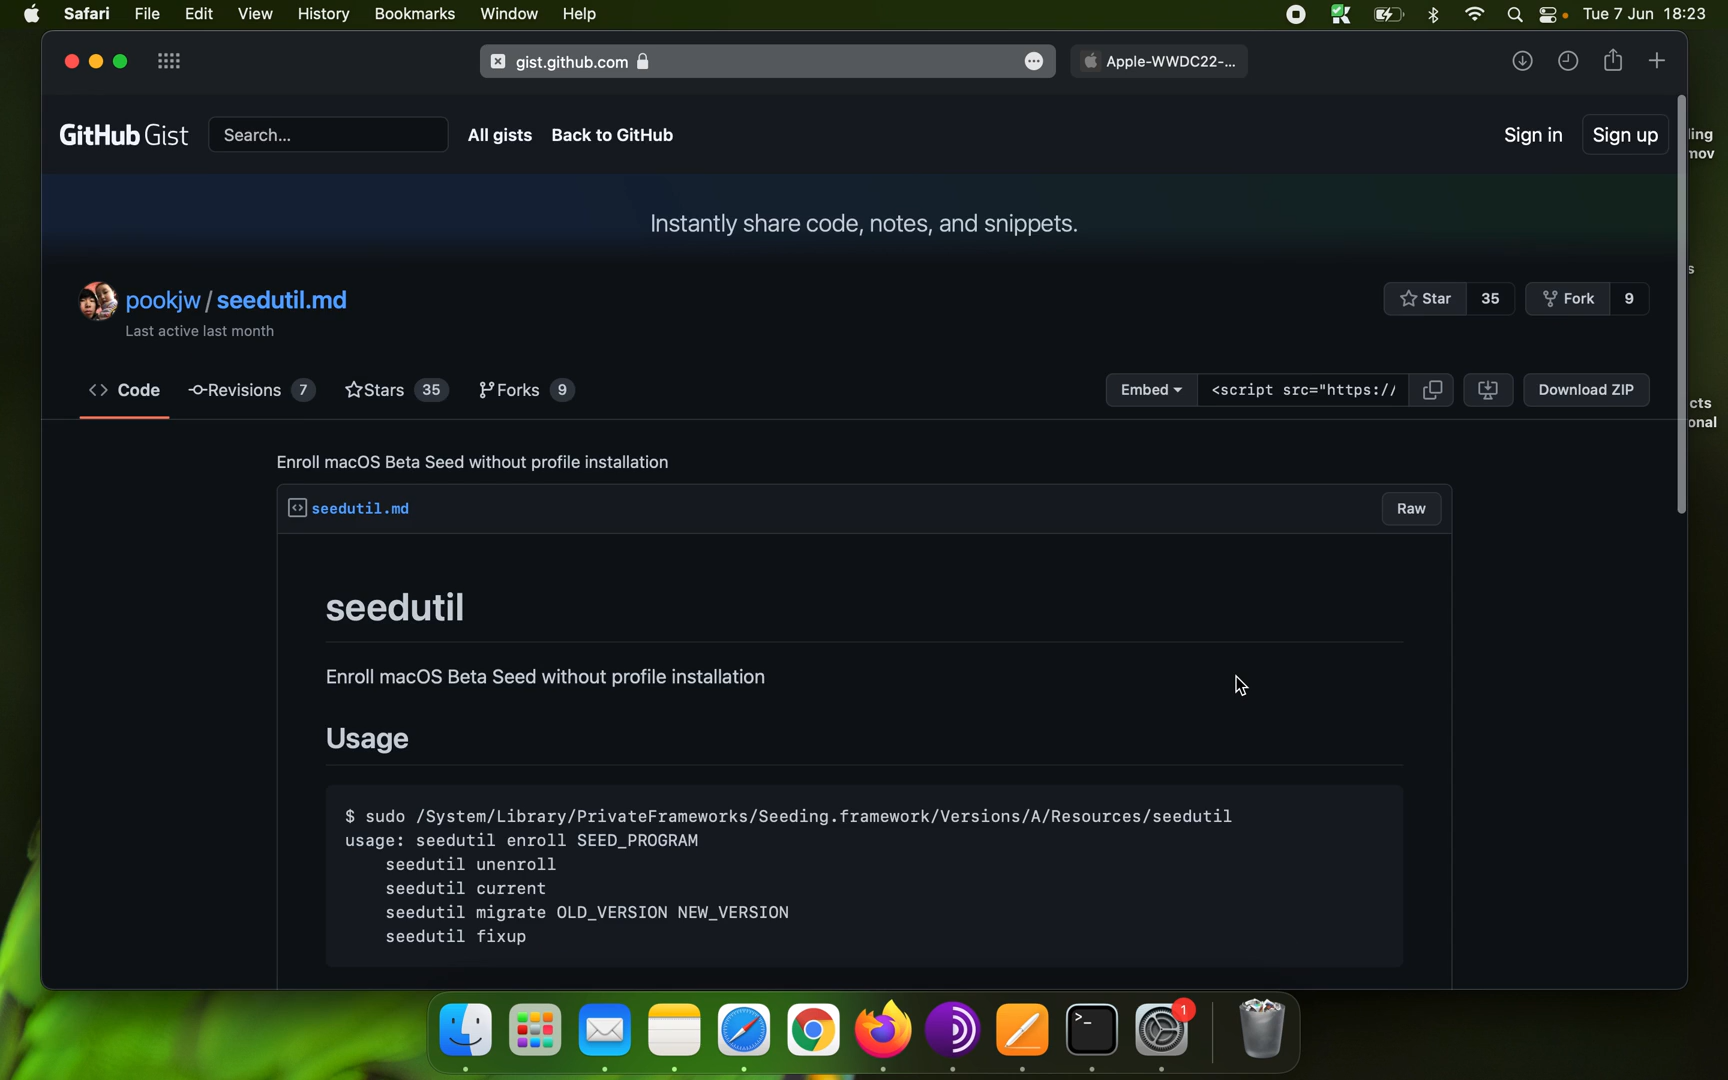 Safari File Edit View History Bookmarks Window Help Tue 7 Jun 18:23
gist.github.com
Apple-WWDC22-...
GitHub Gist Search... All gists Back to GitHub Sign in Sign up
ing
mov
Instantly share code, notes, and snippets.
s
pookjw / seedutil.md Star 35 Fork 9
Last active last month
<> Code Revisions 7 Stars 35 Forks 9 Embed <script src="https:// Download ZIP
cts
onal
Enroll macOS Beta Seed without profile installation
seedutil.md Raw
seedutil
Enroll macOS Beta Seed without profile installation
Usage
$ sudo /System/Library/PrivateFrameworks/Seeding.framework/Versions/A/Resources/seedutil
usage: seedutil enroll SEED_PROGRAM
seedutil unenroll
seedutil current
seedutil migrate OLD_VERSION NEW_VERSION
seedutil fixup
>_
1